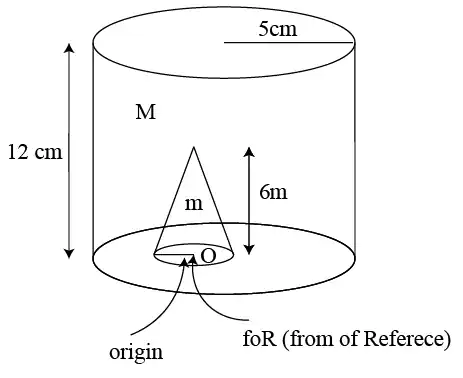 5cm
M
12 cm
6m
m
O
origin
foR (from of Referece)